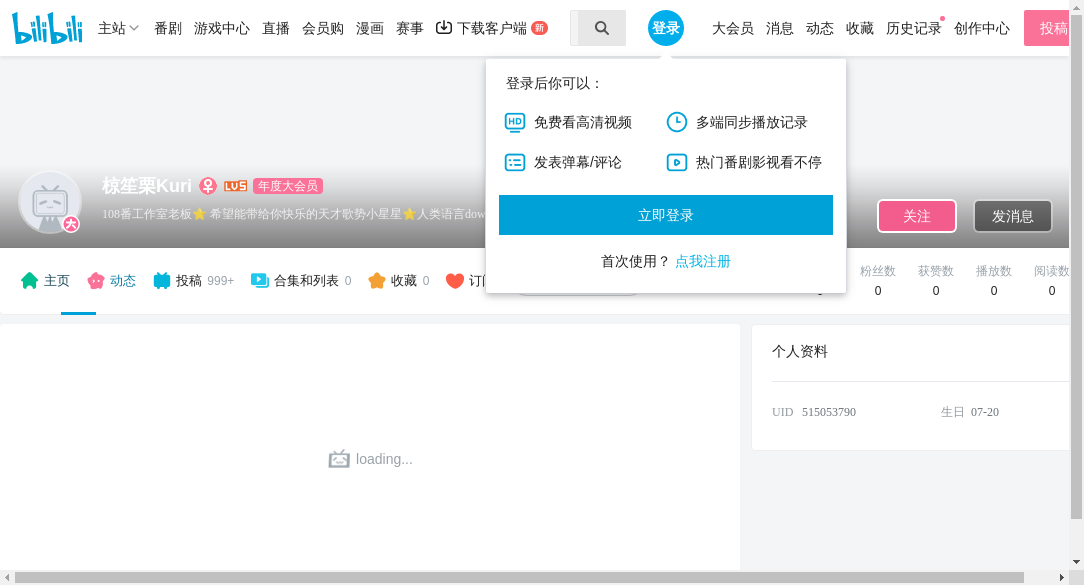 bilibili 主站 番剧 游戏中心 直播 会员购 漫画 赛事 下载客户端 新 登录 大会员 消息 动态 收藏 历史记录 创作中心 投稿
登录后你可以：
HD 免费看高清视频 多端同步播放记录
发表弹幕/评论 热门番剧影视看不停
立即登录
首次使用？ 点我注册
椋笙栗Kuri LV5 年度大会员
大 108番工作室老板⭐ 希望能带给你快乐的天才歌势小星星⭐人类语言dow
关注 发消息
主页 动态 投稿 999+ 合集和列表 0 收藏 0
粉丝数 获赞数 播放数 阅读数
0 0 0 0
loading...
个人资料
UID 515053790 生日 07-20